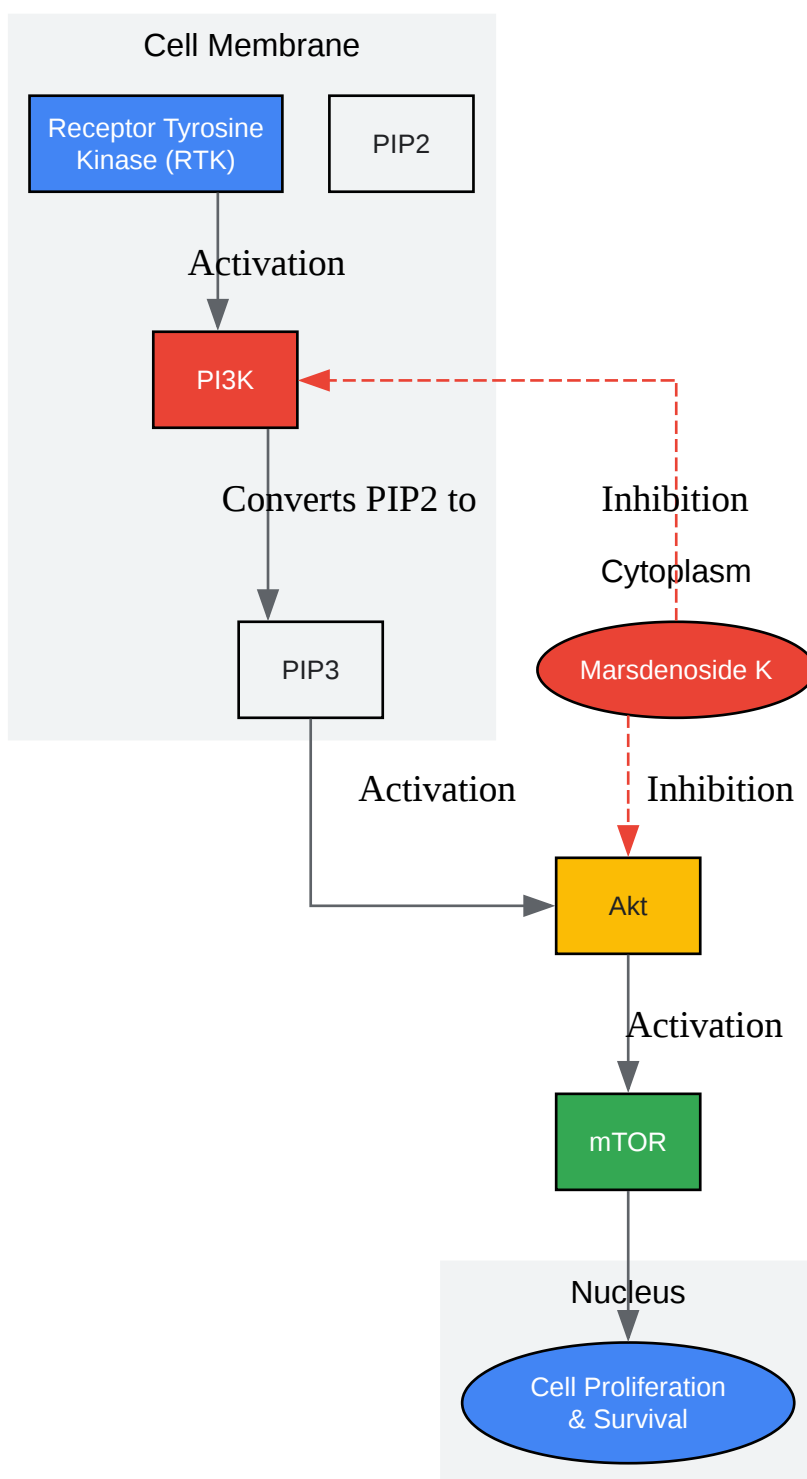 Cell Membrane
Receptor Tyrosine
Kinase (RTK)
PIP2
Activation
PI3K
Converts PIP2 to
Inhibition
Cytoplasm
PIP3
Marsdenoside K
Activation
Inhibition
Akt
Activation
mTOR
Nucleus
Cell Proliferation
& Survival